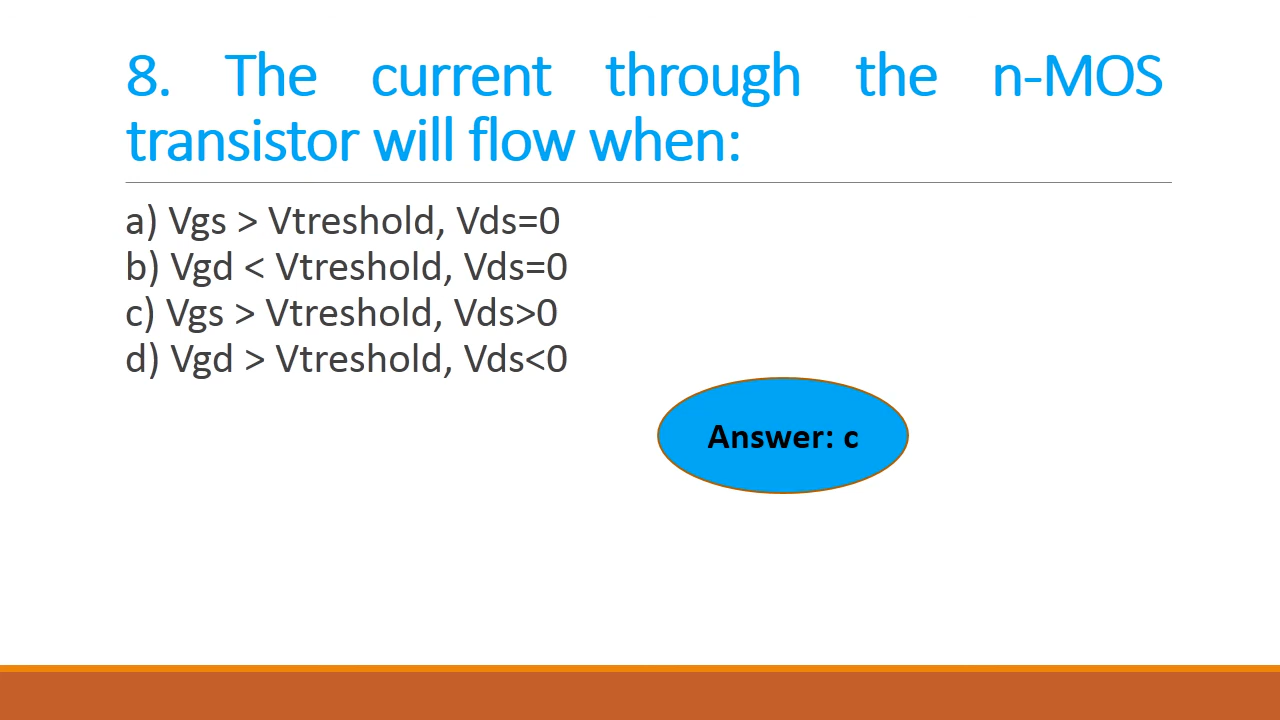 8. The current through the n-MOS
transistor will flow when:
a) Vgs > Vtreshold, Vds=0
b) Vgd < Vtreshold, Vds=0
c) Vgs > Vtreshold, Vds>0
d) Vgd > Vtreshold, Vds<0
Answer: c